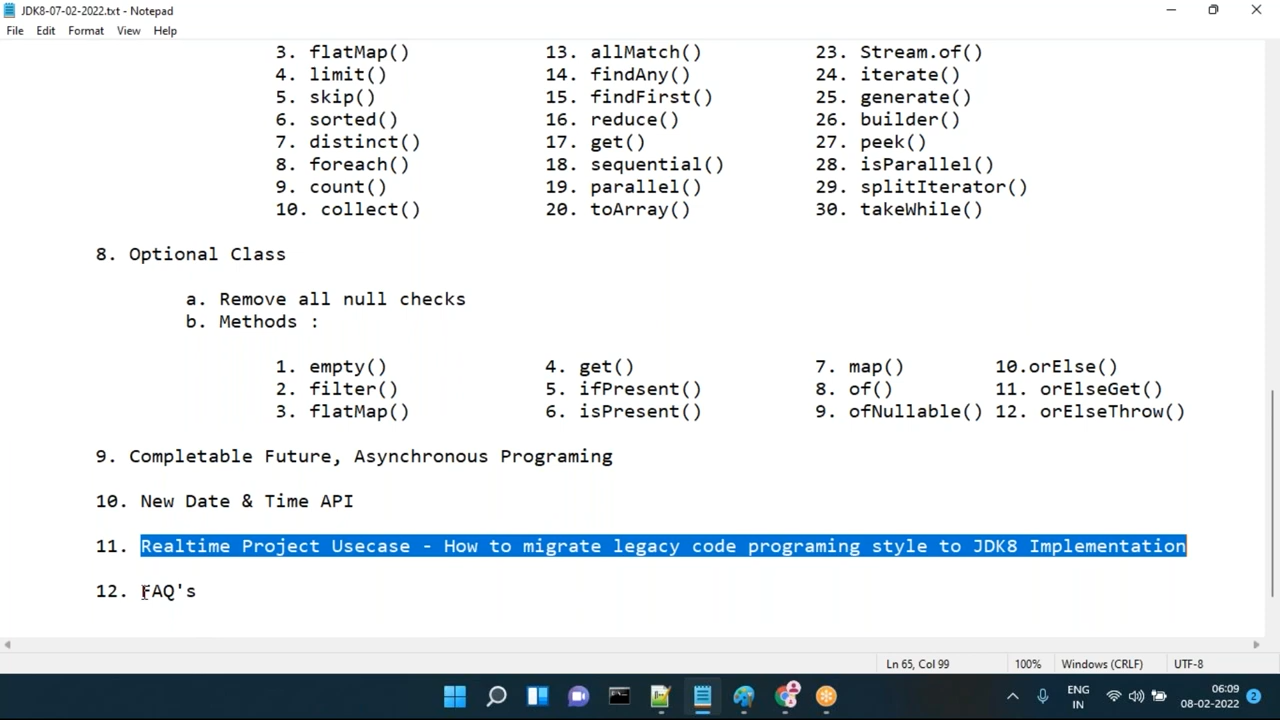 JDK8-07-02-2022.txt - Notepad
File Edit Format View Help
3. flatMap() 13. allMatch() 23. Stream.of()
4. limit() 14. findAny() 24. iterate()
5. skip() 15. findFirst() 25. generate()
6. sorted() 16. reduce() 26. builder()
7. distinct() 17. get() 27. peek()
8. foreach() 18. sequential() 28. isParallel()
9. count() 19. parallel() 29. splitIterator()
10. collect() 20. toArray() 30. takeWhile()
8. Optional Class
a. Remove all null checks
b. Methods :
1. empty() 4. get() 7. map() 10.orElse()
2. filter() 5. ifPresent() 8. of() 11. orElseGet()
3. flatMap() 6. isPresent() 9. ofNullable() 12. orElseThrow()
9. Completable Future, Asynchronous Programing
10. New Date & Time API
11. Realtime Project Usecase - How to migrate legacy code programing style to JDK8 Implementation
12. FAQ's
Ln 65, Col 99 100% Windows (CRLF) UTF-8
ENG 06:09
IN 08-02-2022 2